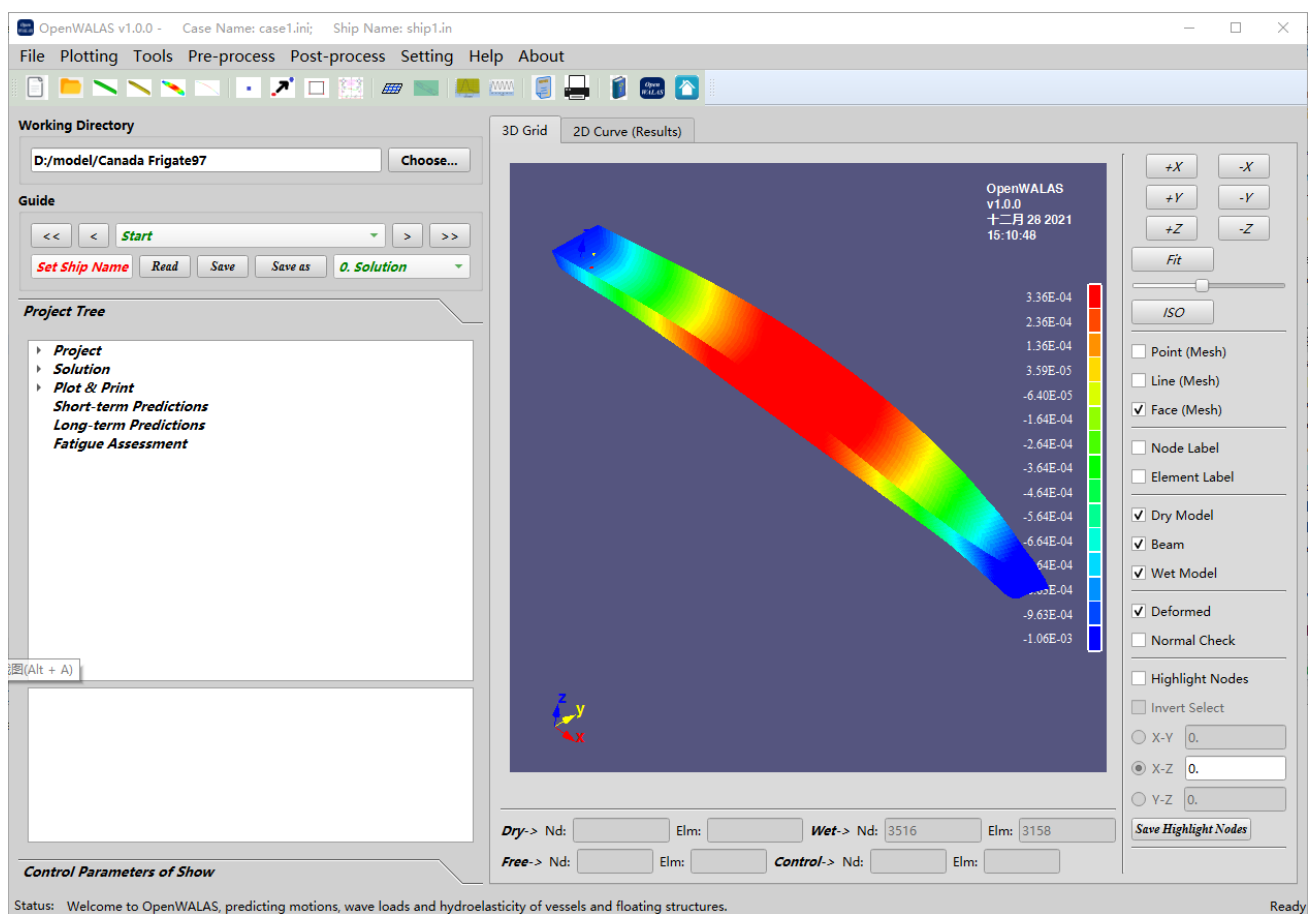 OpenWALAS v1.0.0 - Case Name: case1.ini; Ship Name: ship1.in
File Plotting Tools Pre-process Post-process Setting Help About
Open WALAS
Working Directory
D:/model/Canada Frigate97 Choose...
Guide
<< < Start > >>
Set Ship Name Read Save Save as 0. Solution
Project Tree
Project
Solution
Plot & Print
Short-term Predictions
Long-term Predictions
Fatigue Assessment
图(Alt + A)
Control Parameters of Show
3D Grid 2D Curve (Results)
OpenWALAS
v1.0.0
十二月 28 2021
15:10:48
3.36E-04
2.36E-04
1.36E-04
3.59E-05
-6.40E-05
-1.64E-04
-2.64E-04
-3.64E-04
-4.64E-04
-5.64E-04
-6.64E-04
64E-04
E-04
-9.63E-04
-1.06E-03
z
y
x
Dry-> Nd: Elm: Wet-> Nd: 3516 Elm: 3158
Free-> Nd: Elm: Control-> Nd: Elm:
+X -X
+Y -Y
+Z -Z
Fit
ISO
Point (Mesh)
Line (Mesh)
Face (Mesh)
Node Label
Element Label
Dry Model
Beam
Wet Model
Deformed
Normal Check
Highlight Nodes
Invert Select
X-Y 0.
X-Z 0.
Y-Z 0.
Save Highlight Nodes
Status: Welcome to OpenWALAS, predicting motions, wave loads and hydroelasticity of vessels and floating structures. Ready